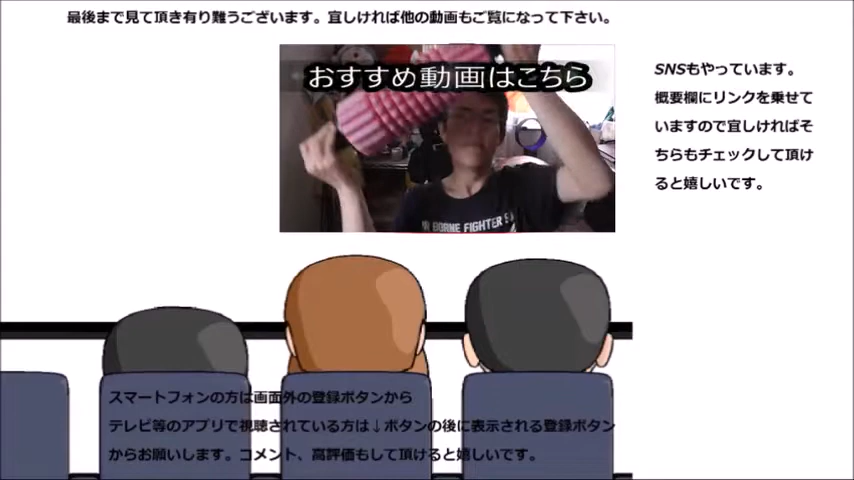 最後まで見て頂き有り難うございます。宜しければ他の動画もご覧になって下さい。
おすすめ動画はこちら
SNSもやっています。
概要欄にリンクを乗せて
いますので宜しければそ
ちらもチェックして頂け
ると嬉しいです。
FIGHTER
スマートフォンの方は画面外の登録ボタンから
テレビ等のアプリで視聴されている方は↓ボタンの後に表示される登録ボタン
からお願いします。コメント、高評価もして頂けると嬉しいです。